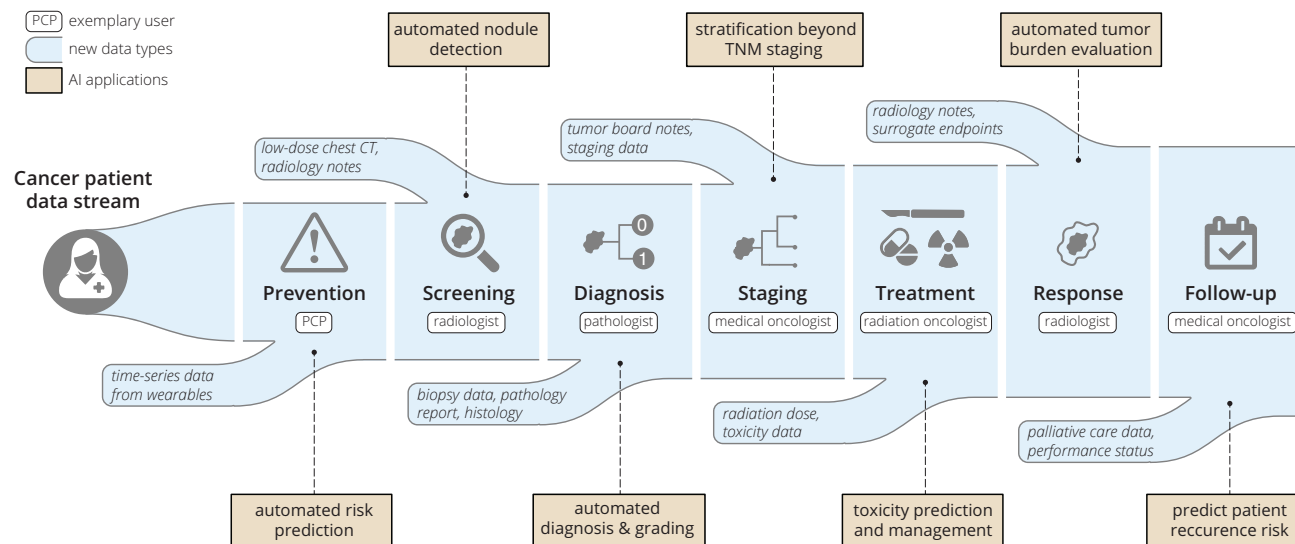 PCP exemplary user
new data types
AI applications
automated nodule
detection
stratification beyond
TNM staging
automated tumor
burden evaluation
low-dose chest CT,
radiology notes
tumor board notes,
staging data
radiology notes,
surrogate endpoints
Cancer patient
data stream
0
1
Prevention
PCP
Screening
radiologist
Diagnosis
pathologist
Staging
medical oncologist
Treatment
radiation oncologist
Response
radiologist
Follow-up
medical oncologist
time-series data
from wearables
biopsy data, pathology
report, histology
radiation dose,
toxicity data
palliative care data,
performance status
automated risk
prediction
automated
diagnosis & grading
toxicity prediction
and management
predict patient
reccurence risk